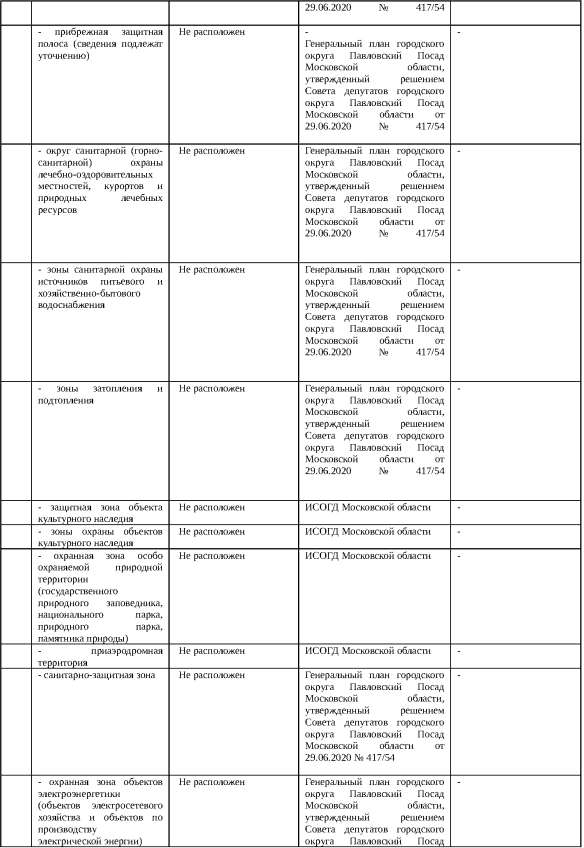 29.06.2020 № 417/54
- прибрежная защитная
полоса (сведения подлежат
уточнению)
Не расположен
-
Генеральный план городского
округа Павловский Посад
Московской области,
утвержденный решением
Совета депутатов городского
округа Павловский Посад
Московской области от
29.06.2020 № 417/54
-
- округ санитарной (горно-
санитарной) охраны
лечебно-оздоровительных
местностей, курортов и
природных лечебных
ресурсов
Не расположен
Генеральный план городского
округа Павловский Посад
Московской области,
утвержденный решением
Совета депутатов городского
округа Павловский Посад
Московской области от
29.06.2020 № 417/54
-
- зоны санитарной охраны
источников питьевого и
хозяйственно-бытового
водоснабжения
Не расположен
Генеральный план городского
округа Павловский Посад
Московской области,
утвержденный решением
Совета депутатов городского
округа Павловский Посад
Московской области от
29.06.2020 № 417/54
-
- зоны затопления и
подтопления
Не расположен
Генеральный план городского
округа Павловский Посад
Московской области,
утвержденный решением
Совета депутатов городского
округа Павловский Посад
Московской области от
29.06.2020 № 417/54
-
- защитная зона объекта
культурного наследия
Не расположен
ИСОГД Московской области
-
- зоны охраны объектов
культурного наследия
Не расположен
ИСОГД Московской области
-
- охранная зона особо
охраняемой природной
территории
(государственного
природного заповедника,
национального парка,
природного парка,
памятника природы)
Не расположен
ИСОГД Московской области
-
- приаэродромная
территория
Не расположен
ИСОГД Московской области
-
- санитарно-защитная зона
Не расположен
Генеральный план городского
округа Павловский Посад
Московской области,
утвержденный решением
Совета депутатов городского
округа Павловский Посад
Московской области от
29.06.2020 № 417/54
-
- охранная зона объектов
электроэнергетики
(объектов электросетевого
хозяйства и объектов по
производству
электрической энергии)
Не расположен
Генеральный план городского
округа Павловский Посад
Московской области,
утвержденный решением
Совета депутатов городского
округа Павловский Посад
-